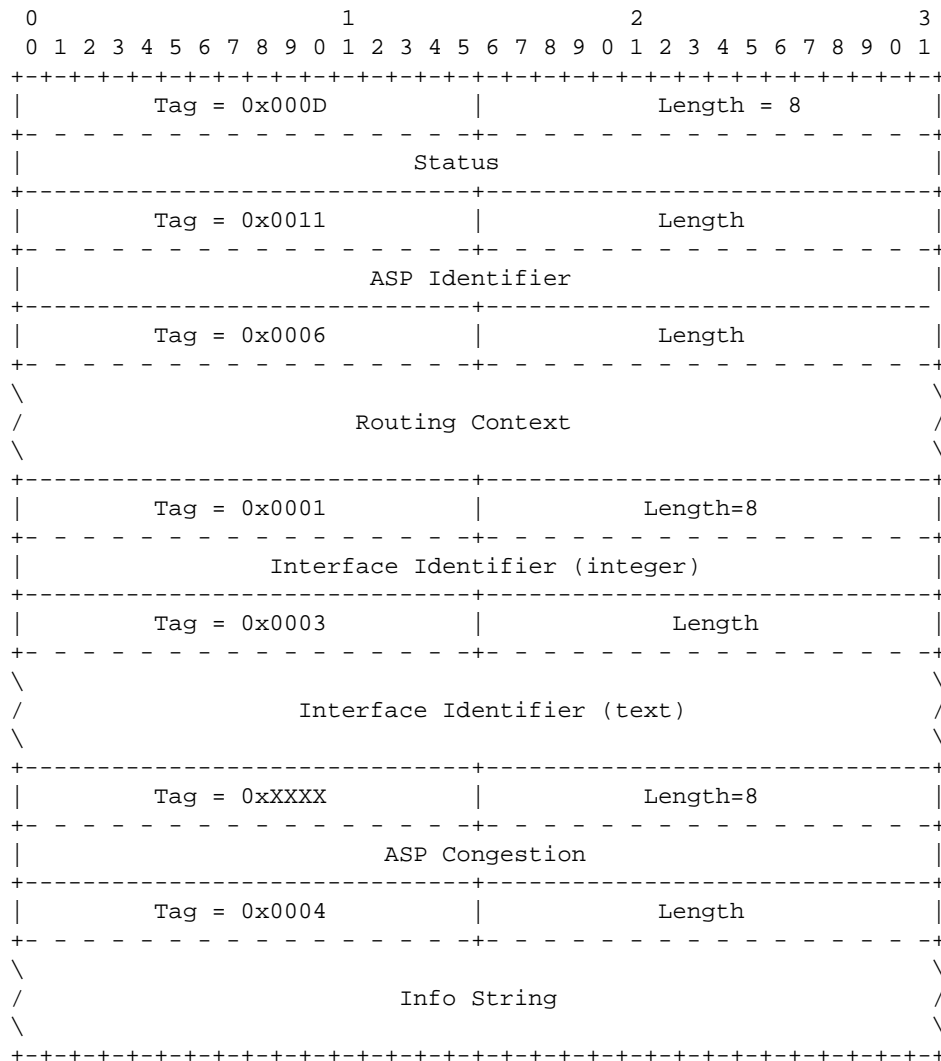 0                   1                   2                   3
 0 1 2 3 4 5 6 7 8 9 0 1 2 3 4 5 6 7 8 9 0 1 2 3 4 5 6 7 8 9 0 1
Tag = 0x000D | Length = 8
Status
Tag = 0x0011 | Length
ASP Identifier
Tag = 0x0006 | Length
Routing Context
Tag = 0x0001 | Length=8
Interface Identifier (integer)
Tag = 0x0003 | Length
Interface Identifier (text)
Tag = 0xXXXX | Length=8
ASP Congestion
Tag = 0x0004 | Length
Info String